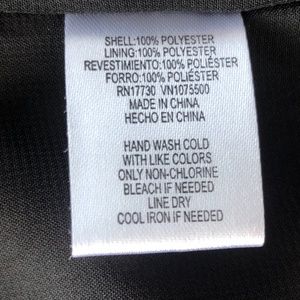 SHELL:100% POLYESTER
LINING:100% POLYESTER
REVESTIMIENTO:100% POLIÉSTER
FORRO:100% POLIÉSTER
RN17730 VN1075500
MADE IN CHINA
HECHO EN CHINA
HAND WASH COLD
WITH LIKE COLORS
ONLY NON-CHLORINE
BLEACH IF NEEDED
LINE DRY
COOL IRON IF NEEDED